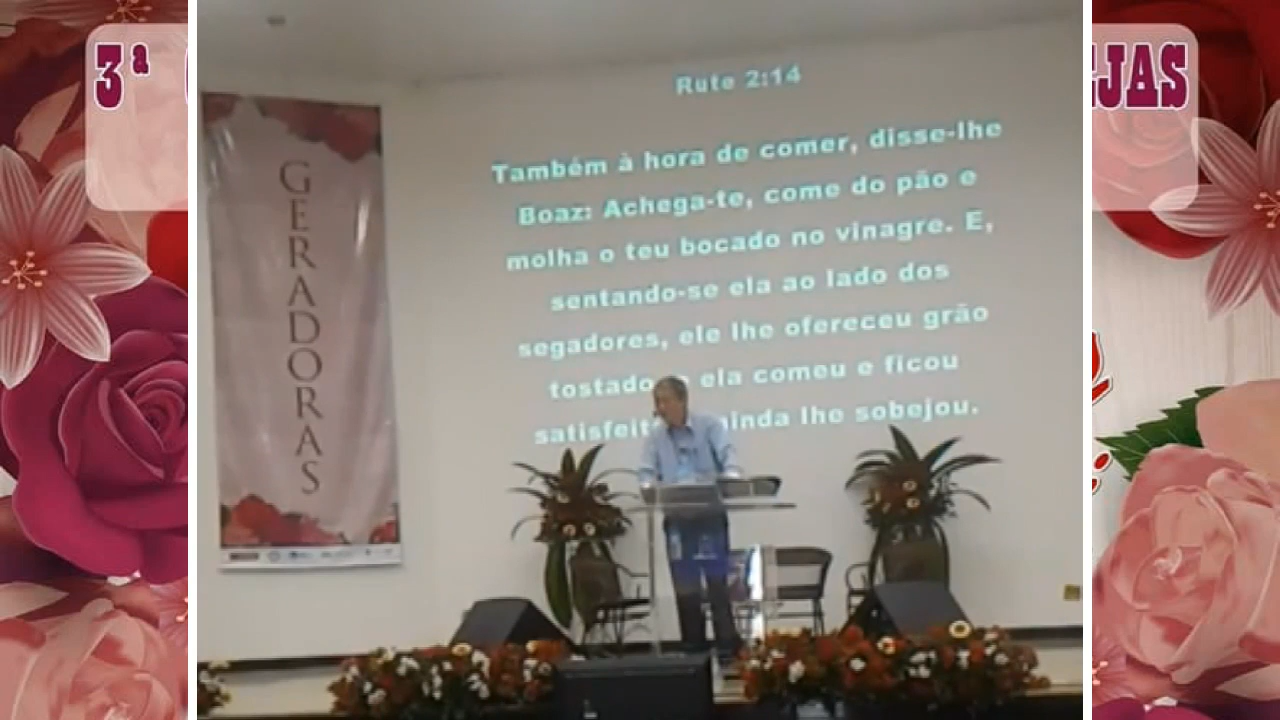 3ª
JAS
GERADORAS
Rute 2:14
Também à hora de comer, disse-lhe
Boaz: Achega-te, come do pão e
molha o teu bocado no vinagre. E,
sentando-se ela ao lado dos
segadores, ele lhe ofereceu grão
tostado ela comeu e ficou
lhe sobejou.